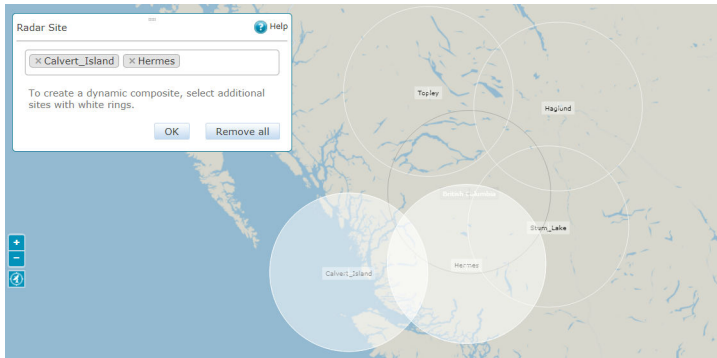 Radar Site
? Help
× Calvert_Island × Hermes
To create a dynamic composite, select additional
sites with white rings.
OK Remove all
Topley
Haglund
Stum_Lake
Hermes
Calvert_Island
+
−